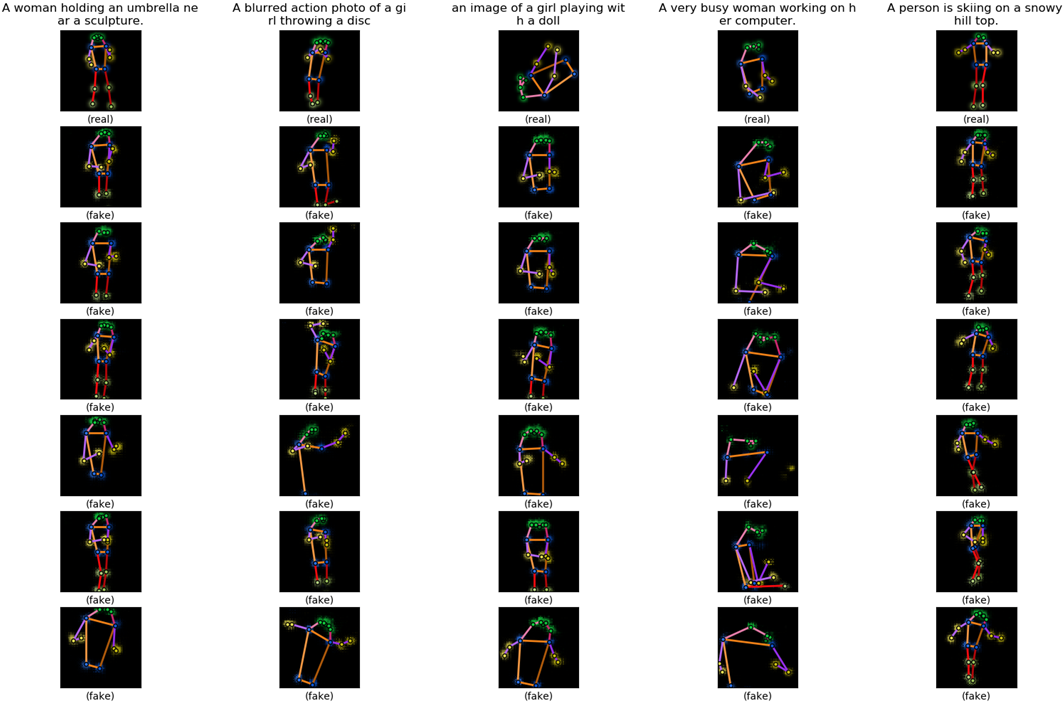 A woman holding an umbrella ne
ar a sculpture.
A blurred action photo of a gi
rl throwing a disc
an image of a girl playing wit
h a doll
A very busy woman working on h
er computer.
A person is skiing on a snowy
hill top.
(real) (real) (real) (real) (real)
(fake) (fake) (fake) (fake) (fake)
(fake) (fake) (fake) (fake) (fake)
(fake) (fake) (fake) (fake) (fake)
(fake) (fake) (fake) (fake) (fake)
(fake) (fake) (fake) (fake) (fake)
(fake) (fake) (fake) (fake) (fake)